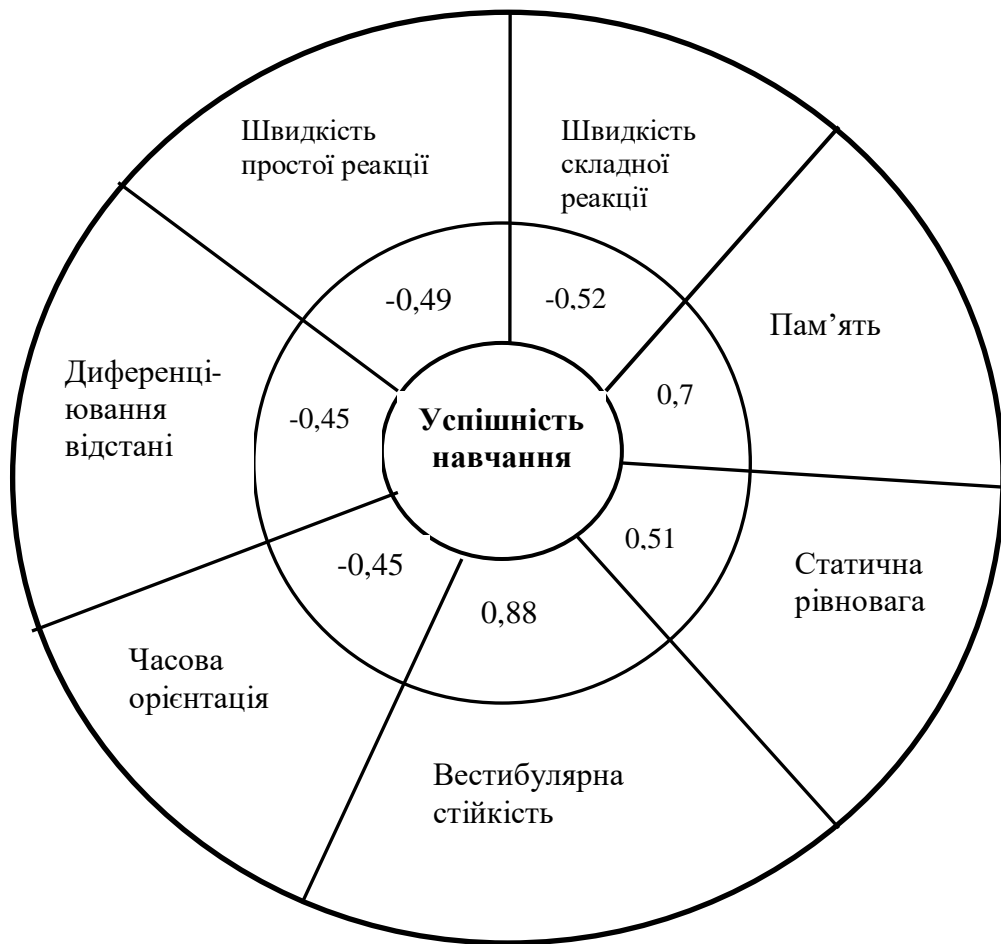 Швидкість
простої реакції
Швидкість
складної
реакції
-0,49
-0,52
Пам’ять
Диференці-
ювання
відстані
-0,45
0,7
Успішність
навчання
0,51
-0,45
Статична
рівновага
0,88
Часова
орієнтація
Вестибулярна
стійкість